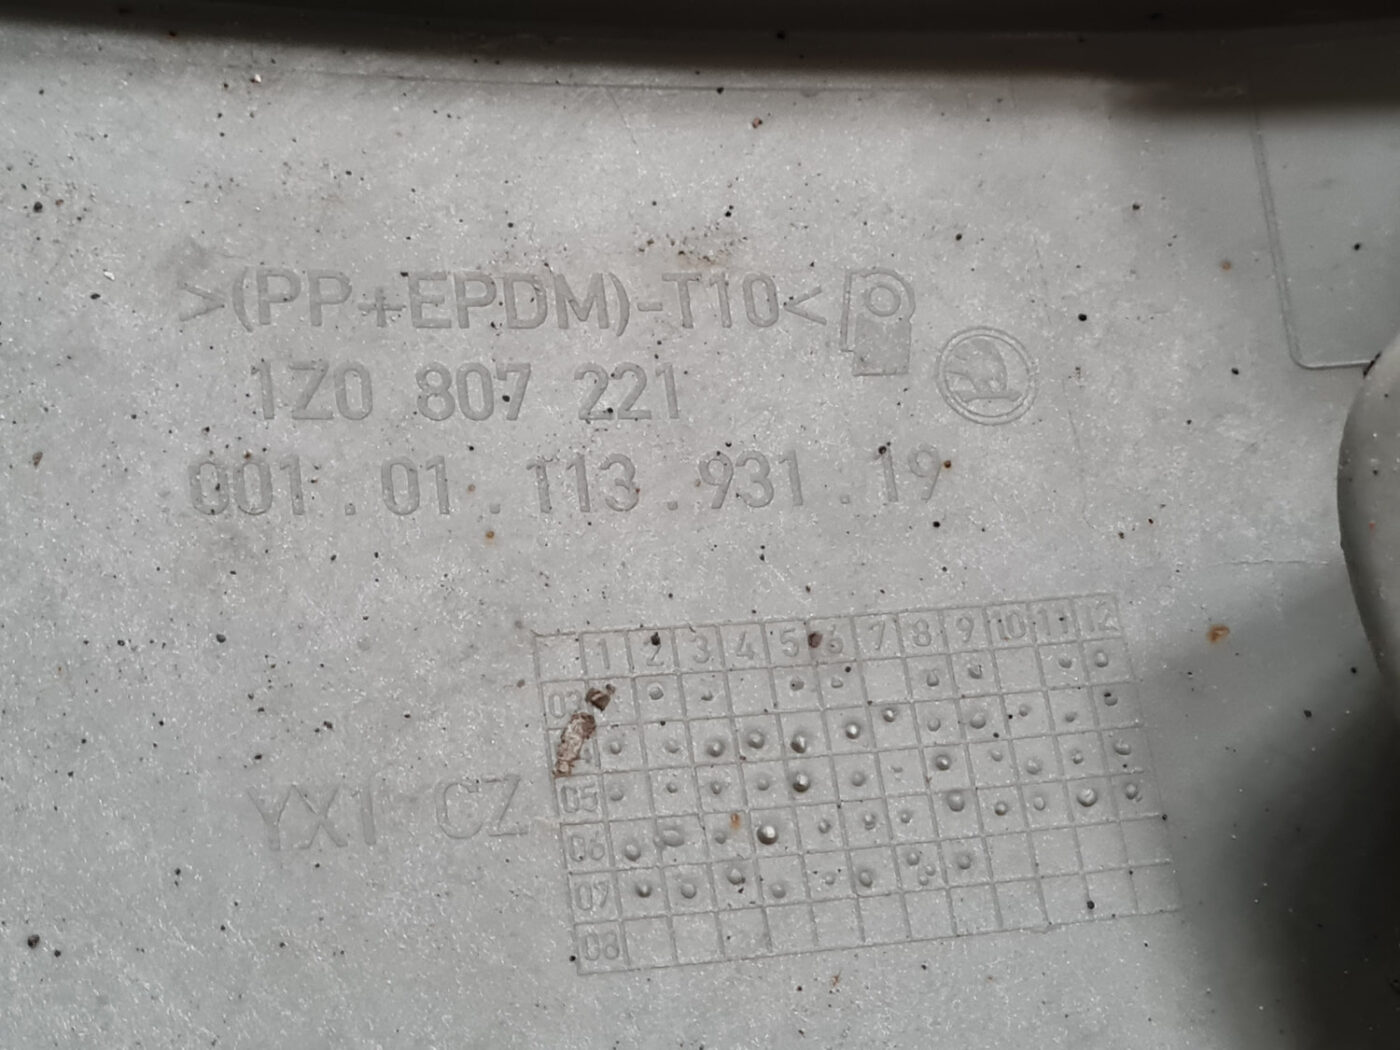 >(PP+EPDM)-T10<
1Z0 807 221
001.01.113.931.19
1 2 3 4 5 6 7 8 9 10 11 12
05
YX1 CZ
06
07
08